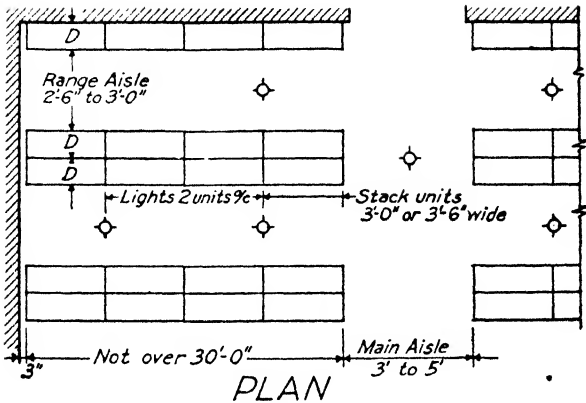 D
Range Aisle
2'-6" to 3'-0"
D
D
Lights 2 units o/c
Stack units
3'-0" or 3'-6" wide
3"
Not over 30'-0"
Main Aisle
3' to 5'
PLAN